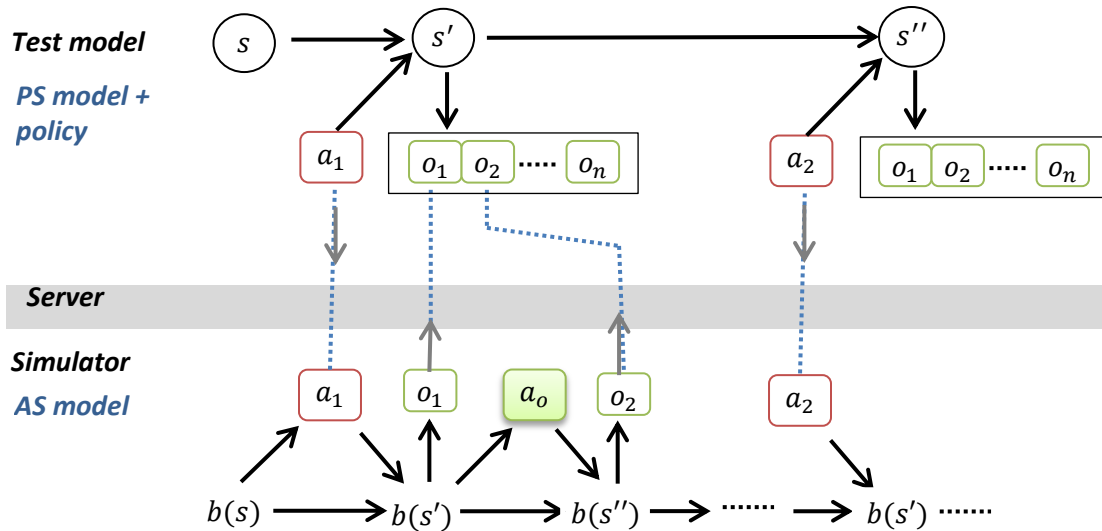 Test model s s′ s′′
PS model +
policy
a₁ o₁ o₂ ...... oₙ a₂ o₁ o₂ ...... oₙ
Server
Simulator
AS model
a₁ o₁ aₒ o₂ a₂
b(s) b(s′) b(s′′) ...... b(s′) ......